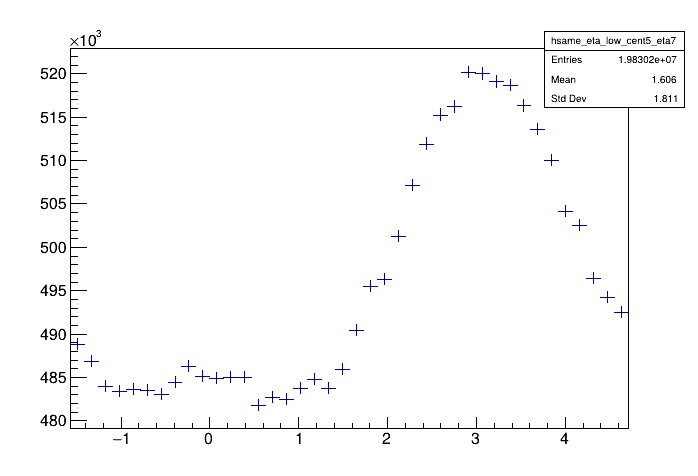 ×10³
hsame_eta_low_cent5_eta7
Entries 1.98302e+07
Mean 1.606
Std Dev 1.811
520
515
510
505
500
495
490
485
480
−1 0 1 2 3 4